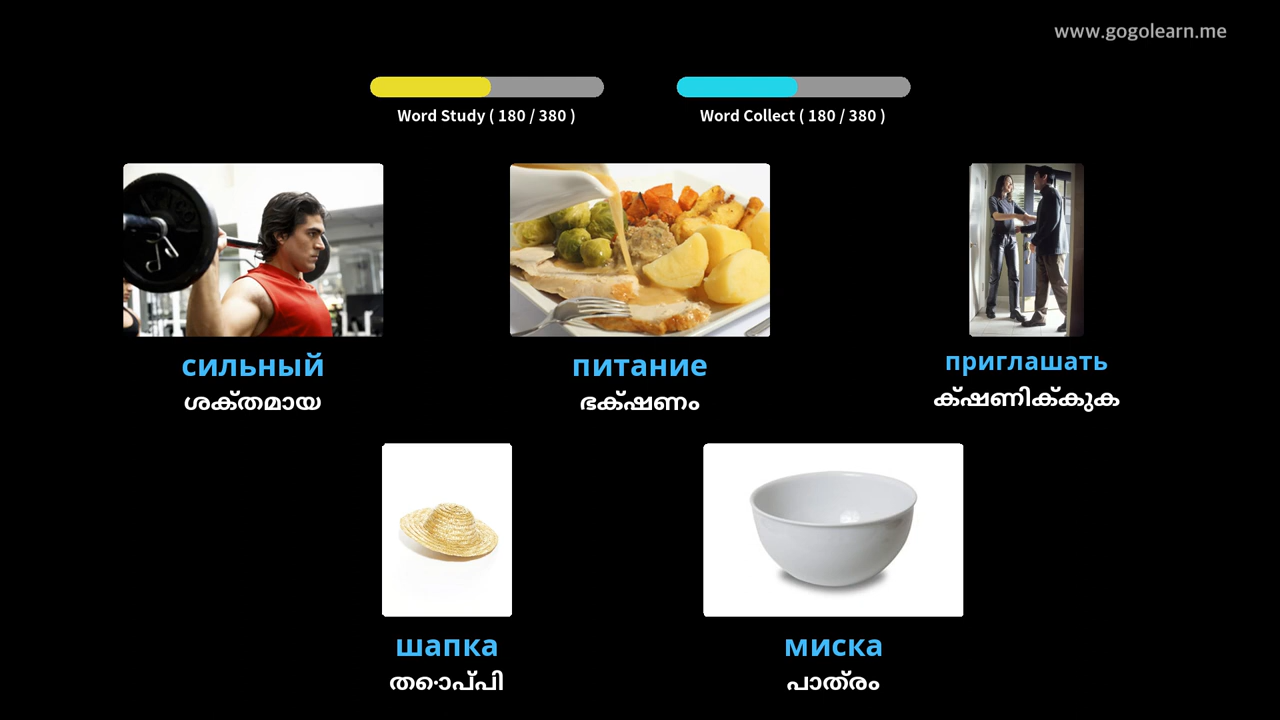 www.gogolearn.me
Word Study ( 180 / 380 )
Word Collect ( 180 / 380 )
сильный
ശക്തമായ
питание
ഭക്ഷണം
приглашать
ക്ഷണിക്കുക
шапка
തൊപ്പി
миска
പാത്രം